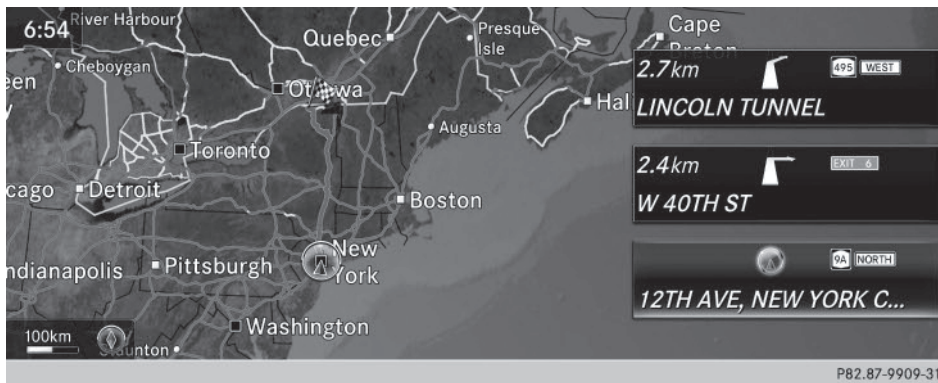 6:54
River Harbour
Cheboygan
Quebec
Presque
Isle
Cape
Breton
Ottawa
Augusta
Hal
Toronto
cago
Detroit
Boston
New
York
ndianapolis
Pittsburgh
Washington
Staunton
100km
een
2.7km
495 WEST
LINCOLN TUNNEL
2.4km
EXIT 6
W 40TH ST
9A NORTH
12TH AVE, NEW YORK C...
P82.87-9909-31